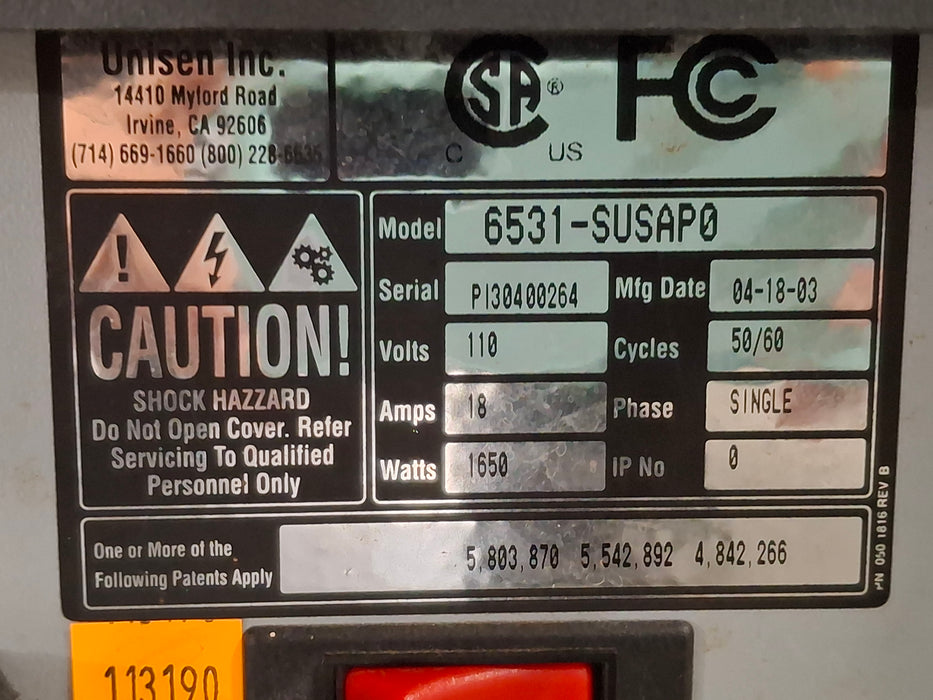 Unisen Inc.
14410 Myford Road
Irvine, CA 92606
(714) 669-1660 (800) 228-6635
CSA ®
C US
FC
CAUTION!
SHOCK HAZZARD
Do Not Open Cover. Refer
Servicing To Qualified
Personnel Only
Model 6531-SUSAP0
Serial PI30400264 Mfg Date 04-18-03
Volts 110 Cycles 50/60
Amps 18 Phase SINGLE
Watts 1650 IP No 0
One or More of the
Following Patents Apply
5,803,870 5,542,892 4,842,266
PN 050 1816 REV B
113190